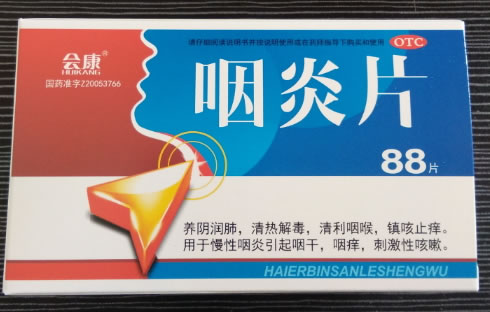 请仔细阅读说明书并按说明使用或在药师指导下购买和使用
OTC
会康®
HUIKANG
国药准字Z20053766
咽炎片
88片
养阴润肺，清热解毒，清利咽喉，镇咳止痒。
用于慢性咽炎引起咽干，咽痒，刺激性咳嗽。
HAIERBINSANLESHENGWU